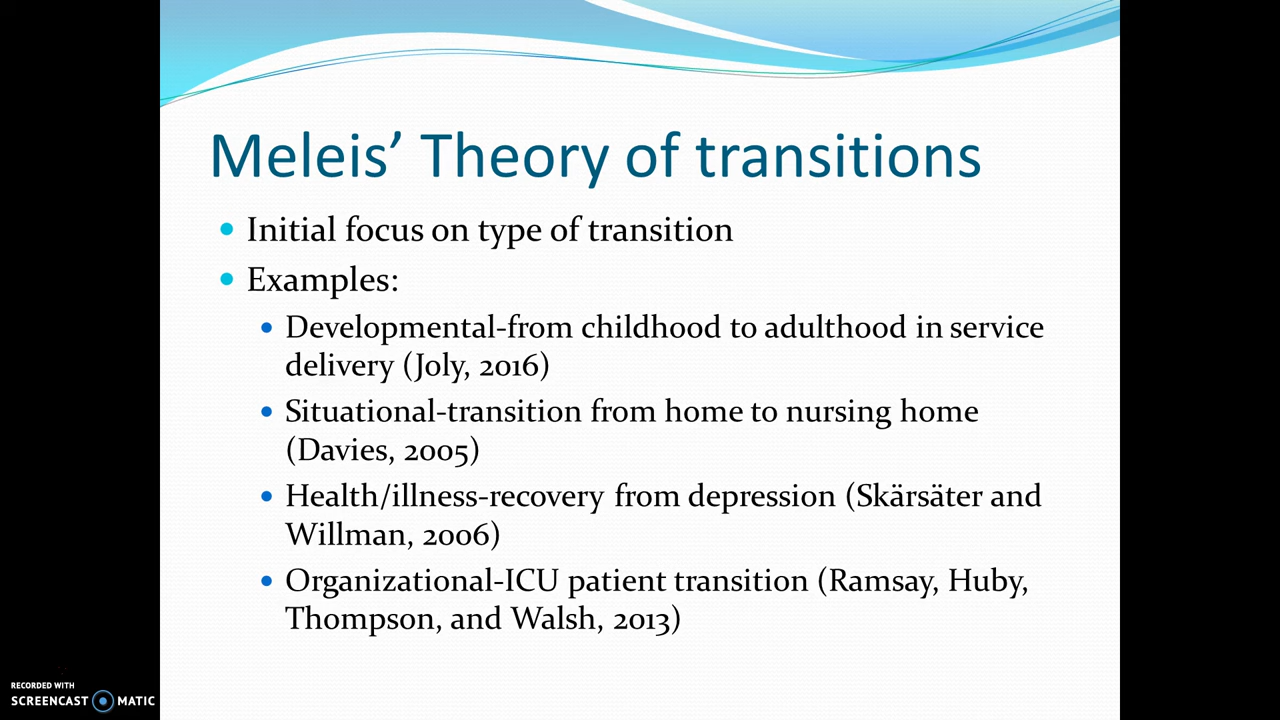 Meleis’ Theory of transitions
Initial focus on type of transition
Examples:
Developmental-from childhood to adulthood in service
delivery (Joly, 2016)
Situational-transition from home to nursing home
(Davies, 2005)
Health/illness-recovery from depression (Skärsäter and
Willman, 2006)
Organizational-ICU patient transition (Ramsay, Huby,
Thompson, and Walsh, 2013)
RECORDED WITH
SCREENCAST MATIC